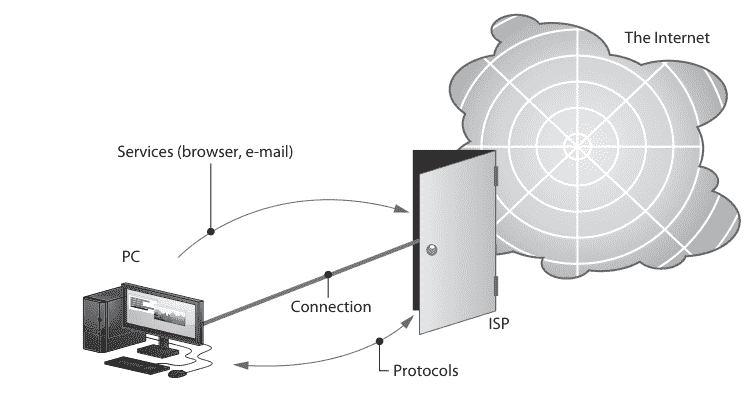 The Internet
Services (browser, e-mail)
PC
Connection
ISP
Protocols